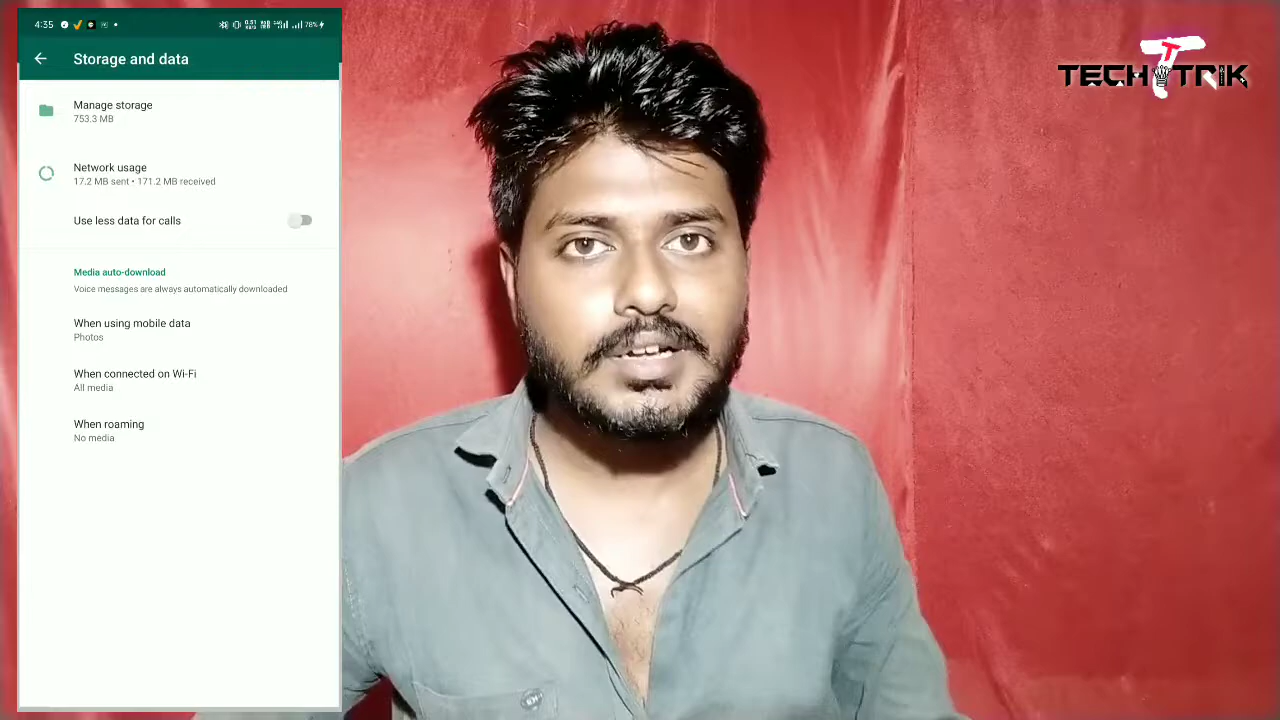 4:35
78%
Storage and data
Manage storage
753.3 MB
Network usage
17.2 MB sent • 171.2 MB received
Use less data for calls
Media auto-download
Voice messages are always automatically downloaded
When using mobile data
Photos
When connected on Wi-Fi
All media
When roaming
No media
T
TECH TRIK